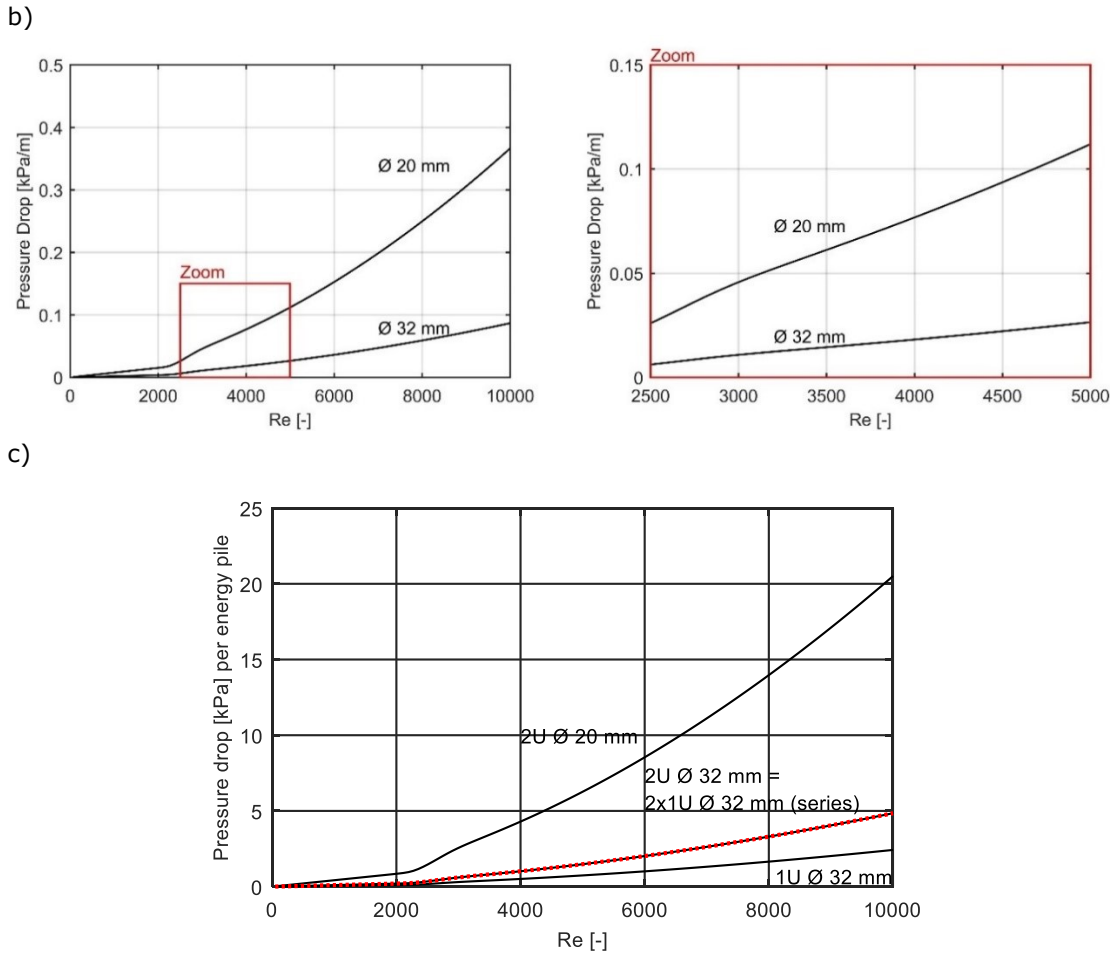 b)
Zoom
0.5
0.4
0.3
0.2
0.1
0
Pressure Drop [kPa/m]
Ø 20 mm
Zoom
Ø 32 mm
0 2000 4000 6000 8000 10000
Re [-]
0.15
0.1
0.05
0
Pressure Drop [kPa/m]
Ø 20 mm
Ø 32 mm
2500 3000 3500 4000 4500 5000
Re [-]
c)
25
20
15
10
5
0
Pressure drop [kPa] per energy pile
2U Ø 20 mm
2U Ø 32 mm =
2x1U Ø 32 mm (series)
1U Ø 32 mm
0 2000 4000 6000 8000 10000
Re [-]